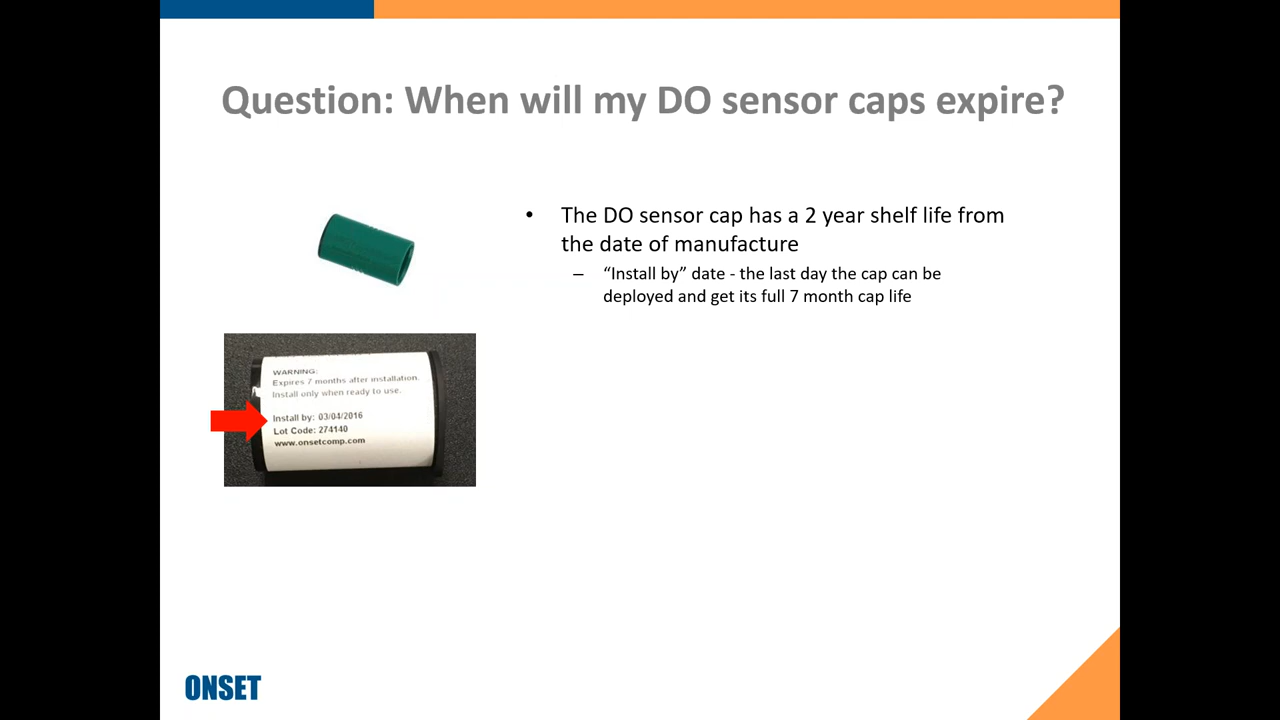 Question: When will my DO sensor caps expire?
• The DO sensor cap has a 2 year shelf life from
the date of manufacture
– “Install by” date - the last day the cap can be
deployed and get its full 7 month cap life
WARNING:
Expires 7 months after installation.
Install only when ready to use.
Install by: 03/04/2016
Lot Code: 274140
www.onsetcomp.com
ONSET